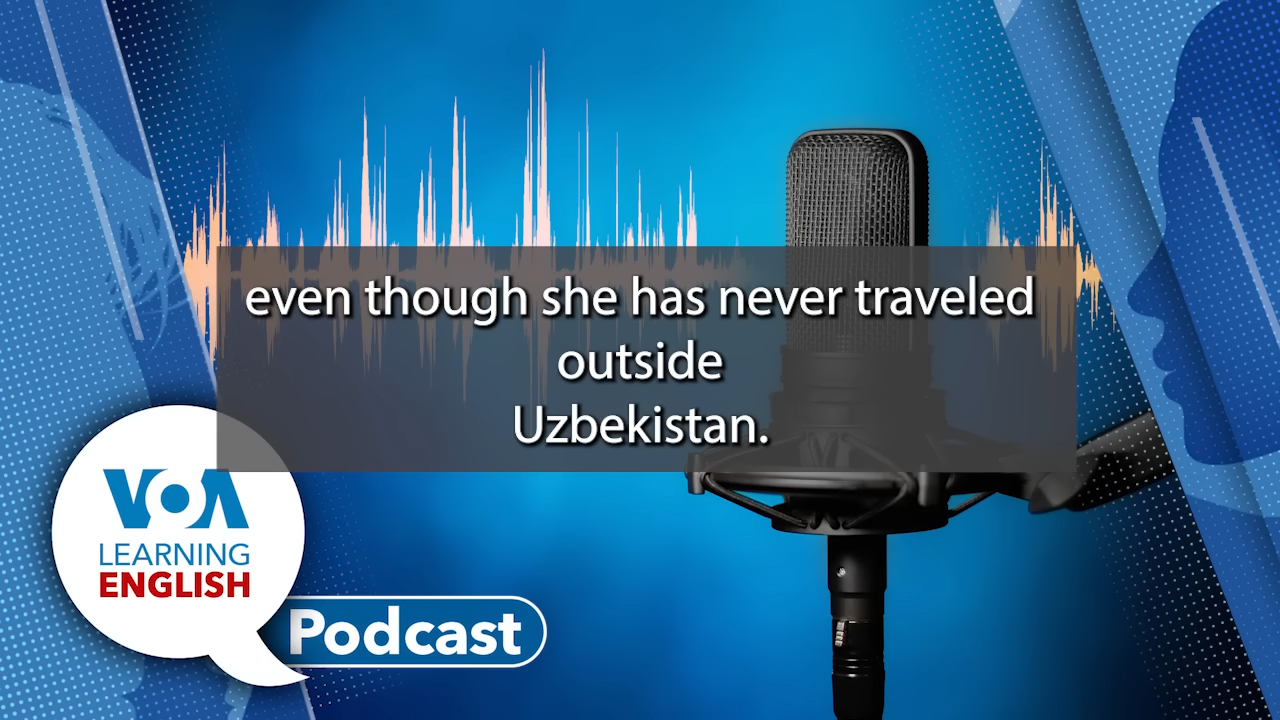 even though she has never traveled
outside
Uzbekistan.
VOA
LEARNING
ENGLISH
Podcast